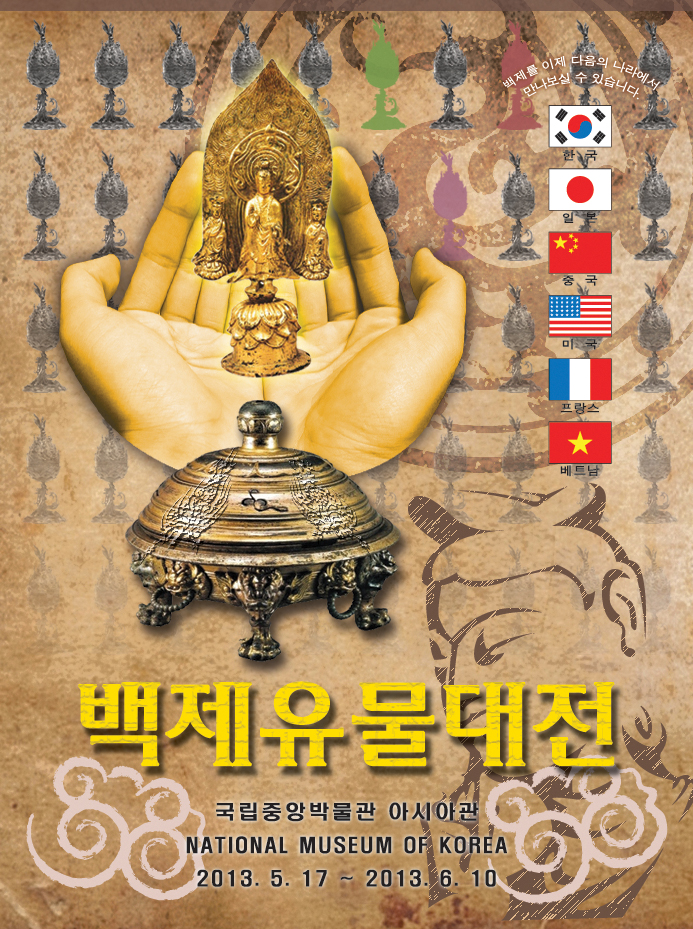 백제를 이제 다음의 나라에서
만나보실 수 있습니다.
한 국
일 본
중 국
미 국
프랑스
베트남
백제유물대전
국립중앙박물관 아시아관
NATIONAL MUSEUM OF KOREA
2013. 5. 17 ~ 2013. 6. 10